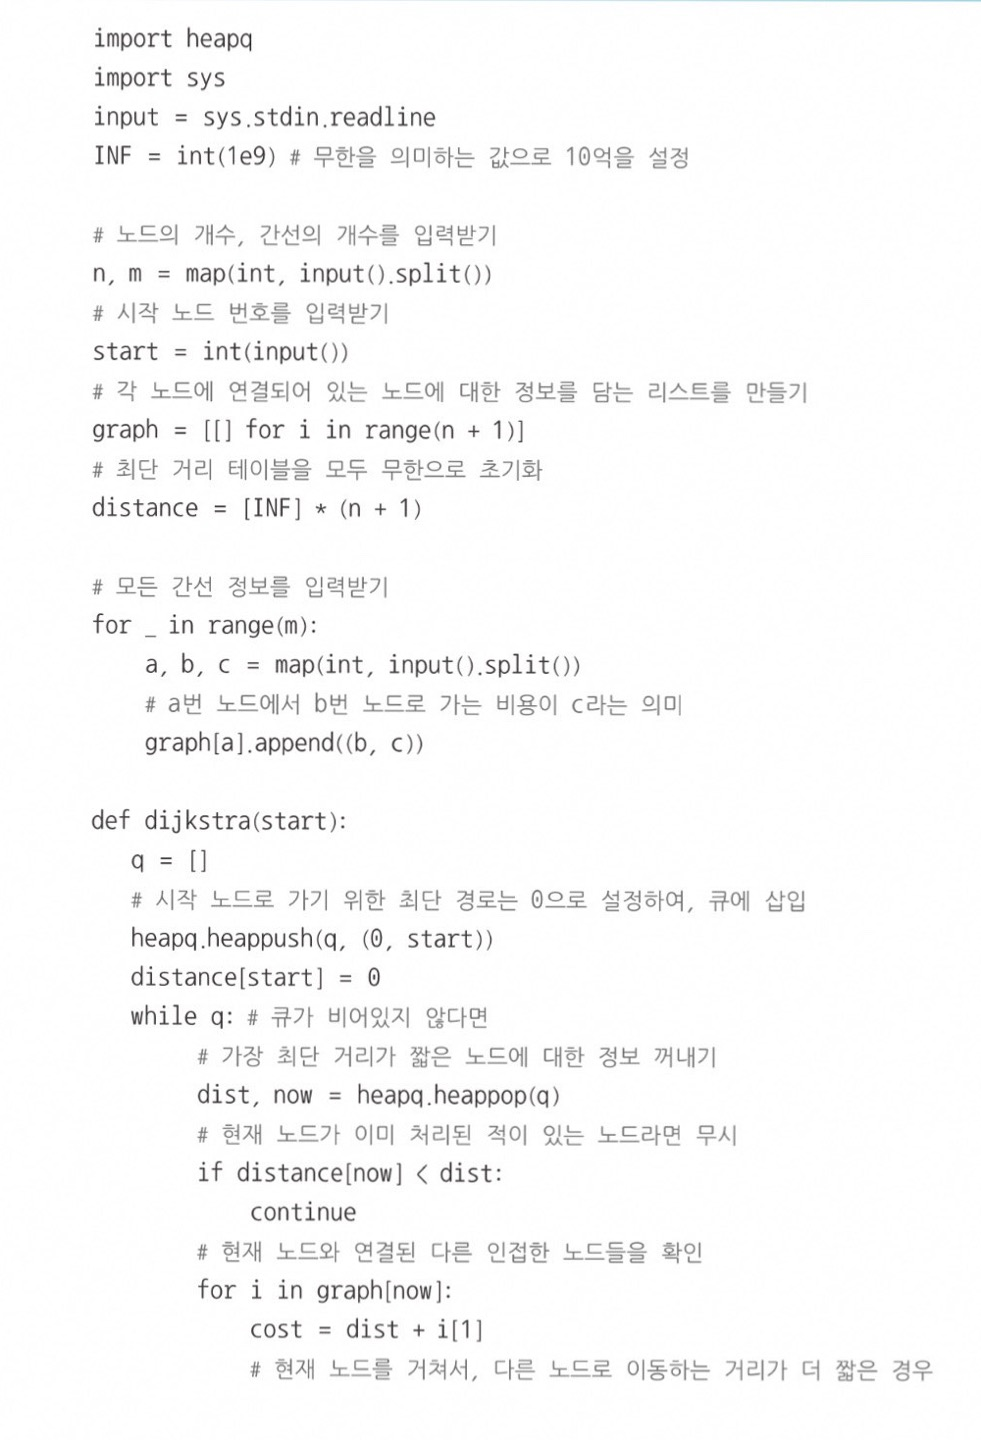 import heapq
import sys
input = sys.stdin.readline
INF = int(1e9) # 무한을 의미하는 값으로 10억을 설정
# 노드의 개수, 간선의 개수를 입력받기
n, m = map(int, input().split())
# 시작 노드 번호를 입력받기
start = int(input())
# 각 노드에 연결되어 있는 노드에 대한 정보를 담는 리스트를 만들기
graph = [[] for i in range(n + 1)]
# 최단 거리 테이블을 모두 무한으로 초기화
distance = [INF] * (n + 1)
# 모든 간선 정보를 입력받기
for _ in range(m):
    a, b, c = map(int, input().split())
    # a번 노드에서 b번 노드로 가는 비용이 c라는 의미
    graph[a].append((b, c))
def dijkstra(start):
   q = []
   # 시작 노드로 가기 위한 최단 경로는 0으로 설정하여, 큐에 삽입
   heapq.heappush(q, (0, start))
   distance[start] = 0
   while q: # 큐가 비어있지 않다면
        # 가장 최단 거리가 짧은 노드에 대한 정보 꺼내기
        dist, now = heapq.heappop(q)
        # 현재 노드가 이미 처리된 적이 있는 노드라면 무시
        if distance[now] < dist:
            continue
        # 현재 노드와 연결된 다른 인접한 노드들을 확인
        for i in graph[now]:
            cost = dist + i[1]
            # 현재 노드를 거쳐서, 다른 노드로 이동하는 거리가 더 짧은 경우